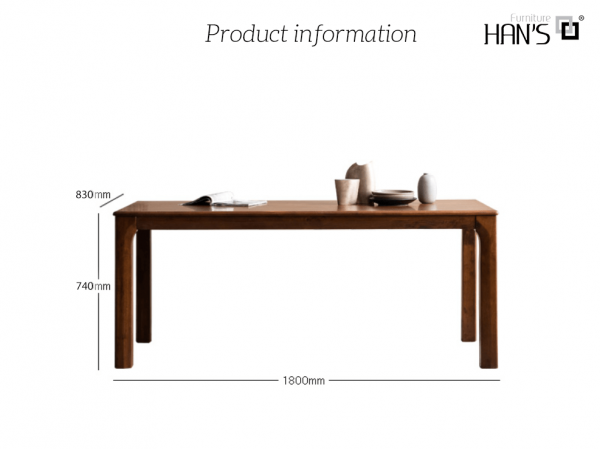 Product information
Furniture
HAN'S ®
830mm
740mm
1800mm